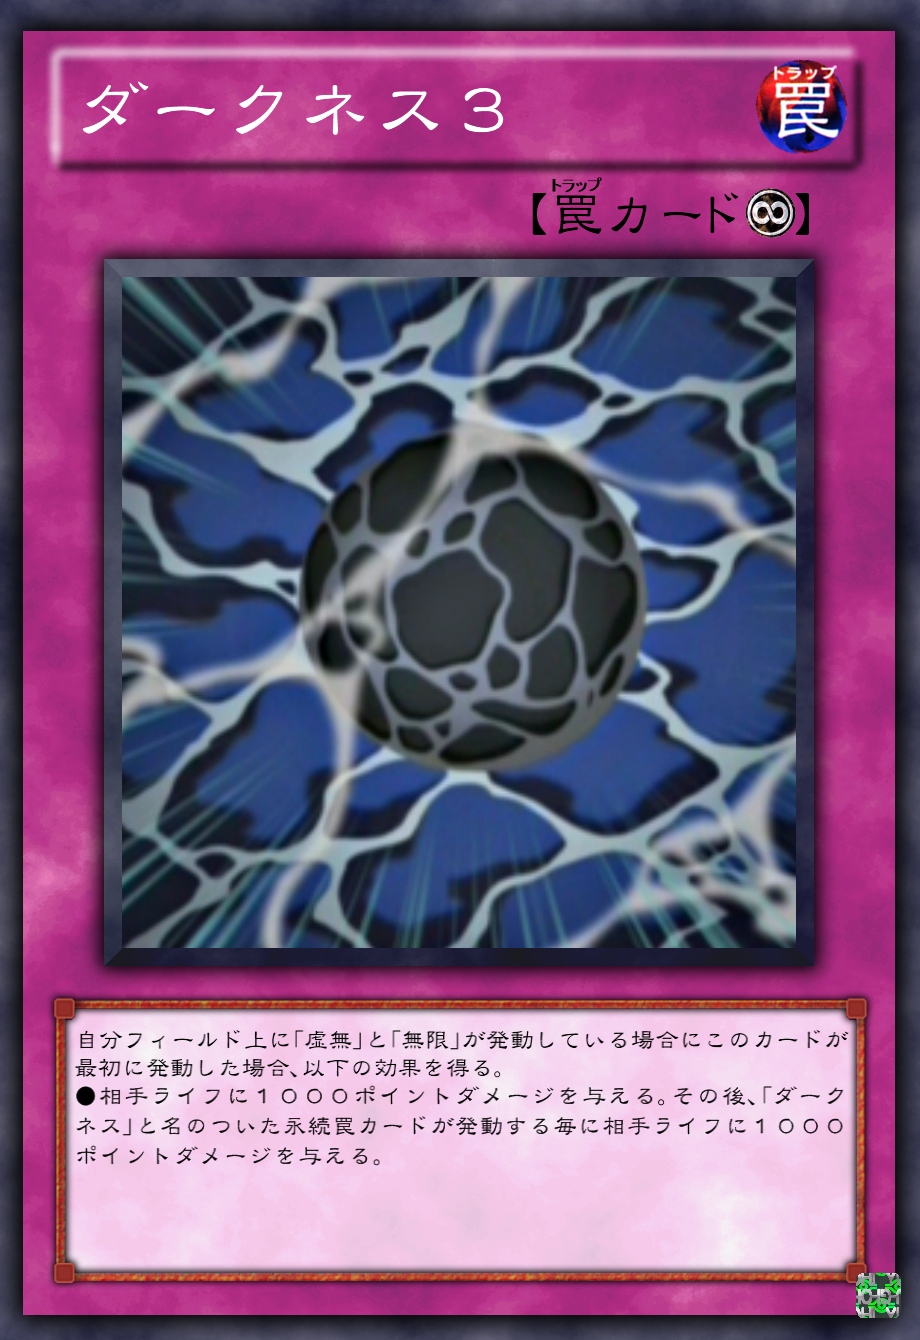 ダークネス3
トラップ
罠
トラップ
【罠カード∞】
自分フィールド上に「虚無」と「無限」が発動している場合にこのカードが
最初に発動した場合、以下の効果を得る。
●相手ライフに１０００ポイントダメージを与える。その後、「ダーク
ネス」と名のついた永続罠カードが発動する毎に相手ライフに１０００
ポイントダメージを与える。